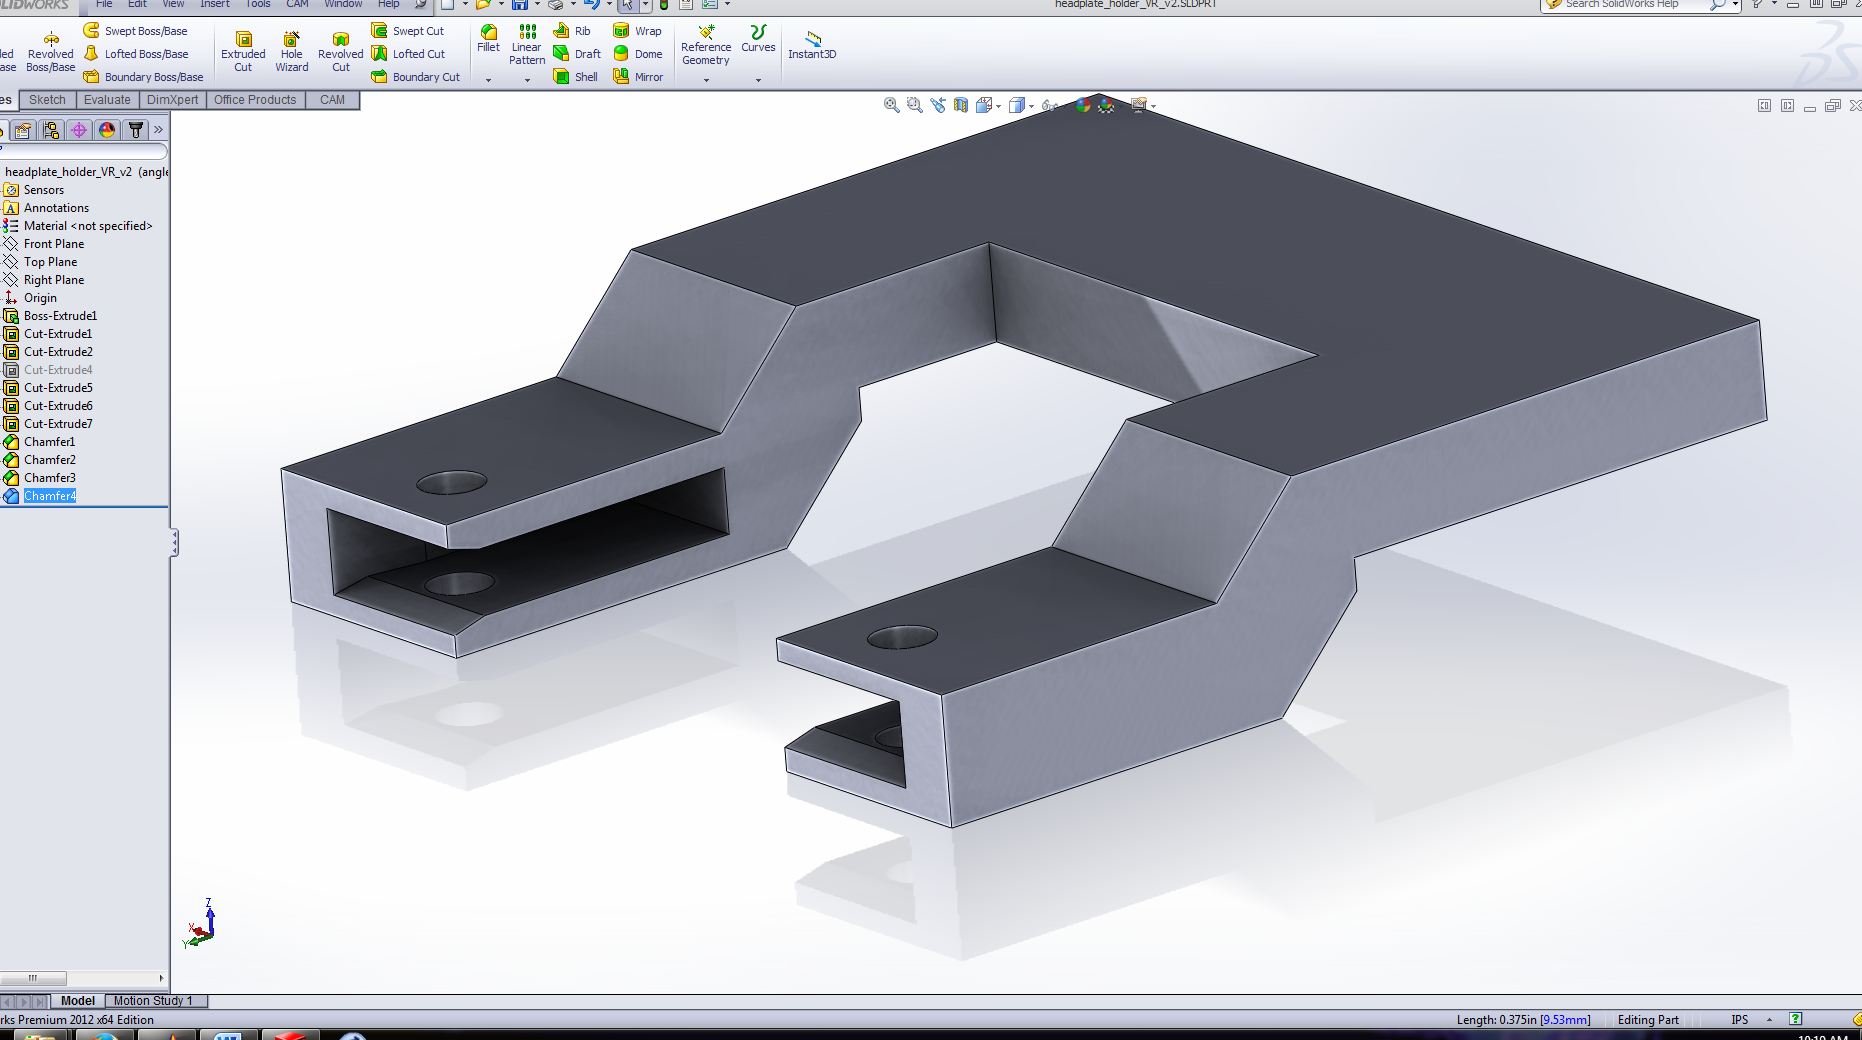 SOLIDWORKS File Edit View Insert Tools CAM Window Help headplate_holder_VR_v2.SLDPRT Search SolidWorks Help
Revolved Boss/Base
Swept Boss/Base
Lofted Boss/Base
Boundary Boss/Base
Extruded Cut
Hole Wizard
Revolved Cut
Swept Cut
Lofted Cut
Boundary Cut
Fillet
Linear Pattern
Rib
Draft
Shell
Wrap
Dome
Mirror
Reference Geometry
Curves
Instant3D
es Sketch Evaluate DimXpert Office Products CAM
headplate_holder_VR_v2 (angle
Sensors
Annotations
Material <not specified>
Front Plane
Top Plane
Right Plane
Origin
Boss-Extrude1
Cut-Extrude1
Cut-Extrude2
Cut-Extrude4
Cut-Extrude5
Cut-Extrude6
Cut-Extrude7
Chamfer1
Chamfer2
Chamfer3
Chamfer4
Z
X
Y
Model Motion Study 1
rks Premium 2012 x64 Edition Length: 0.375in [9.53mm] Editing Part IPS
10:10 AM